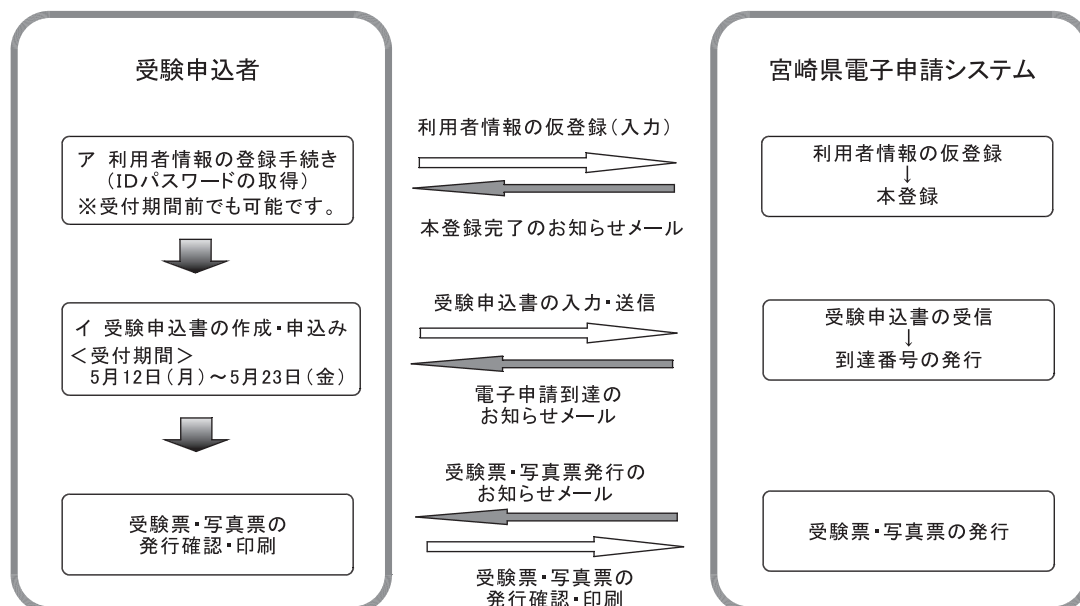 受験申込者
宮崎県電子申請システム
利用者情報の仮登録(入力)
ア 利用者情報の登録手続き
(IDパスワードの取得)
※受付期間前でも可能です。
利用者情報の仮登録
↓
本登録
本登録完了のお知らせメール
受験申込書の入力・送信
イ 受験申込書の作成・申込み
<受付期間>
5月12日(月)~5月23日(金)
受験申込書の受信
↓
到達番号の発行
電子申請到達の
お知らせメール
受験票・写真票発行の
お知らせメール
受験票・写真票の
発行確認・印刷
受験票・写真票の発行
受験票・写真票の
発行確認・印刷